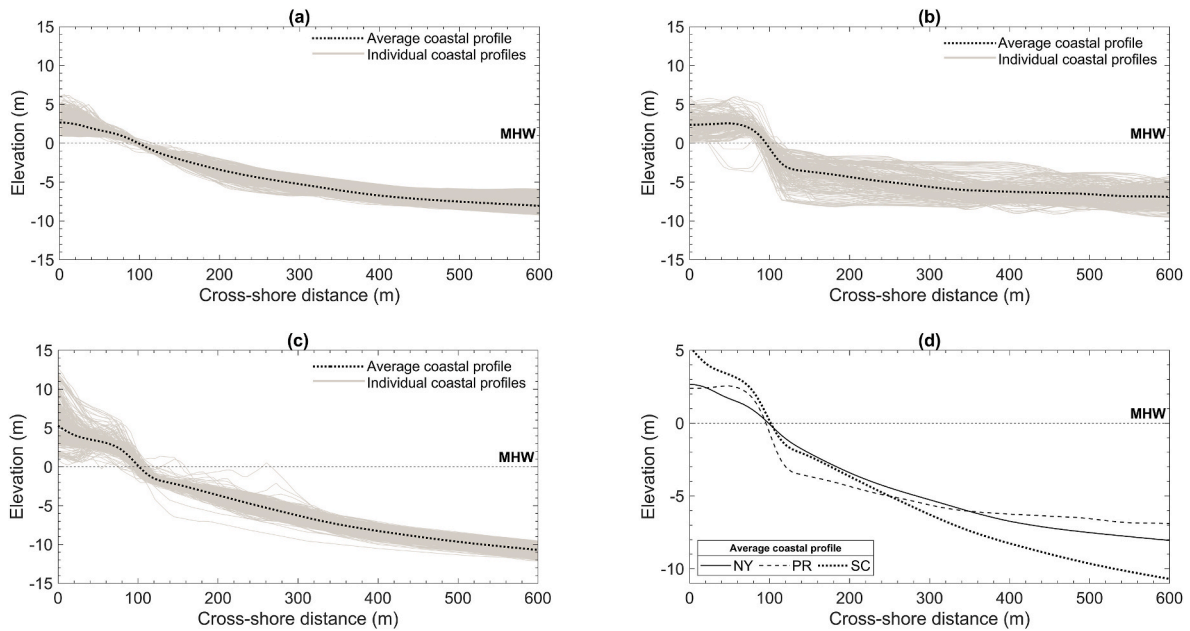 (a)
Average coastal profile
Individual coastal profiles
15
10
5
0
-5
-10
-15
Elevation (m)
MHW
0 100 200 300 400 500 600
Cross-shore distance (m)
(b)
Average coastal profile
Individual coastal profiles
15
10
5
0
-5
-10
-15
Elevation (m)
MHW
0 100 200 300 400 500 600
Cross-shore distance (m)
(c)
Average coastal profile
Individual coastal profiles
15
10
5
0
-5
-10
-15
Elevation (m)
MHW
0 100 200 300 400 500 600
Cross-shore distance (m)
(d)
5
0
-5
-10
Elevation (m)
MHW
Average coastal profile
NY PR SC
0 100 200 300 400 500 600
Cross-shore distance (m)